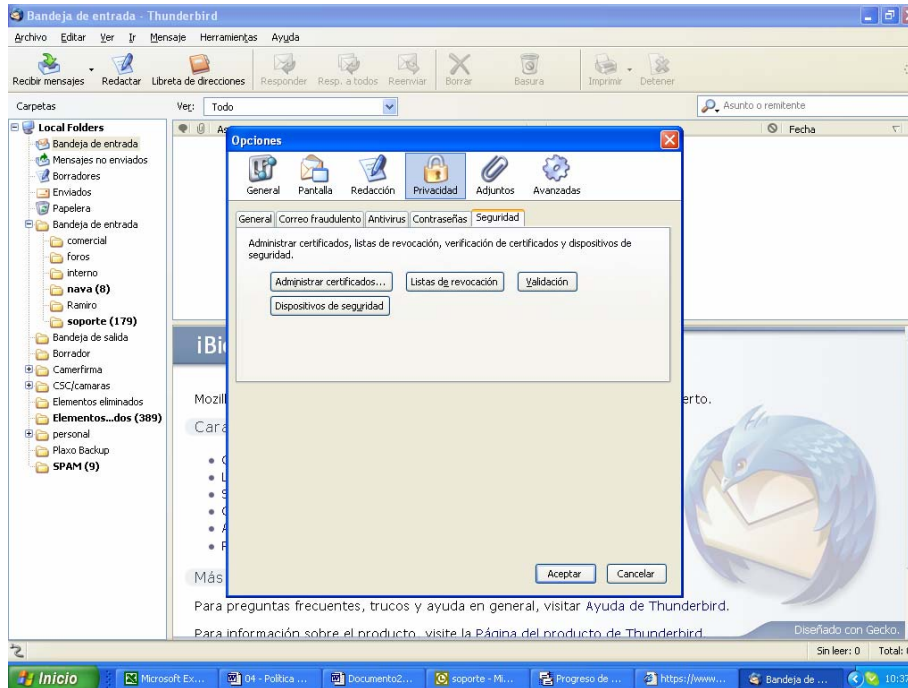 Bandeja de entrada - Thunderbird
Archivo Editar Ver Ir Mensaje Herramientas Ayuda
Recibir mensajes Redactar Libreta de direcciones Responder Resp. a todos Reenviar Borrar Basura Imprimir Detener
Carpetas Ver: Todo Asunto o remitente
Local Folders
Bandeja de entrada
Mensajes no enviados
Borradores
Enviados
Papelera
Bandeja de entrada
comercial
foros
interno
nava (8)
Ramiro
soporte (179)
Bandeja de salida
Borrador
Camerfirma
CSC/camaras
Elementos eliminados
Elementos...dos (389)
personal
Plaxo Backup
SPAM (9)
As Fecha
Opciones
General Pantalla Redacción Privacidad Adjuntos Avanzadas
General Correo fraudulento Antivirus Contraseñas Seguridad
Administrar certificados, listas de revocación, verificación de certificados y dispositivos de
seguridad.
Administrar certificados... Listas de revocación Validación
Dispositivos de seguridad
Aceptar Cancelar
¡Bi
Mozill erto.
Cara
Más
Para preguntas frecuentes, trucos y ayuda en general, visitar Ayuda de Thunderbird.
Para información sobre el producto, visite la Página del producto de Thunderbird.
Diseñado con Gecko.
Sin leer: 0 Total:
Inicio Microsoft Ex... 04 - Política ... Documento2... soporte - Mi... Progreso de ... https://www... Bandeja de ... 10:37